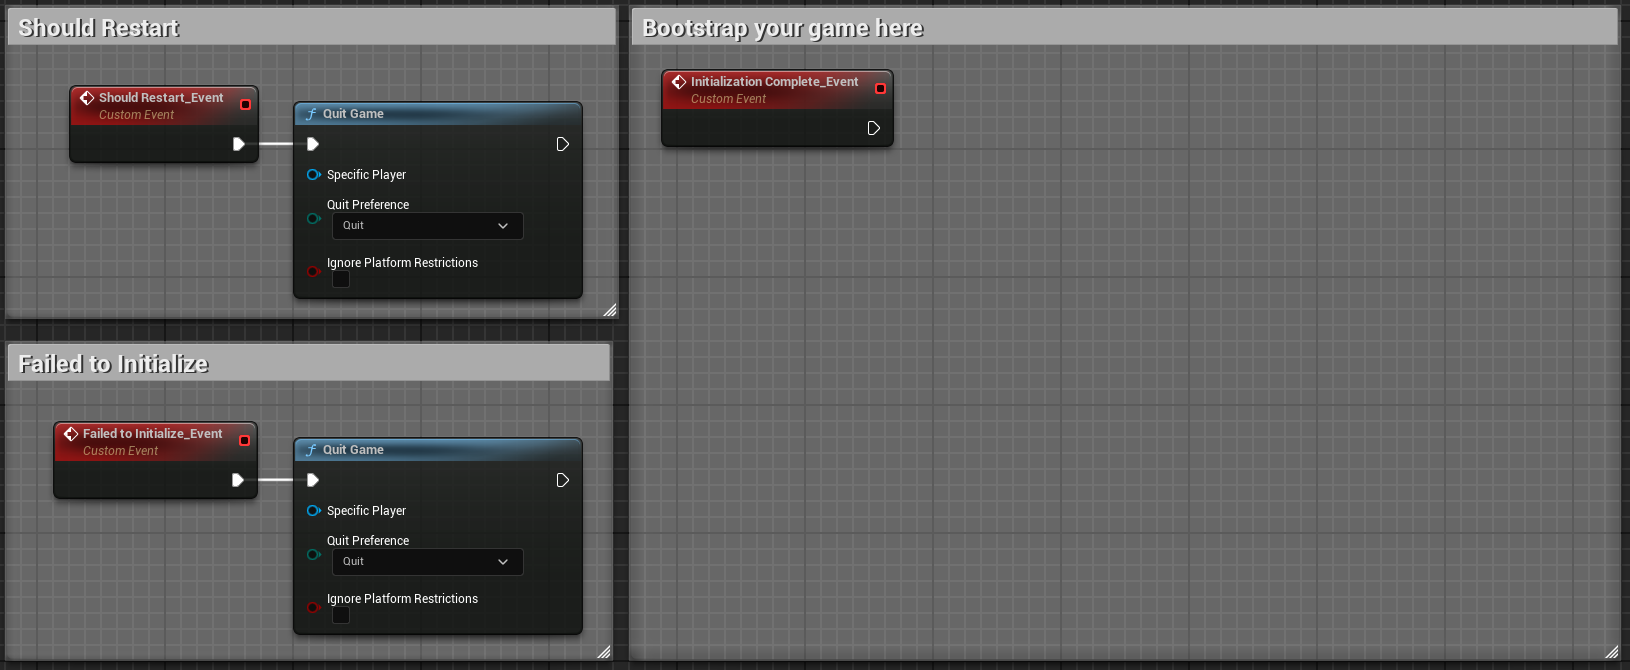 Should Restart
Should Restart_Event
Custom Event
Quit Game
Specific Player
Quit Preference
Quit
Ignore Platform Restrictions
Failed to Initialize
Failed to Initialize_Event
Custom Event
Quit Game
Specific Player
Quit Preference
Quit
Ignore Platform Restrictions
Bootstrap your game here
Initialization Complete_Event
Custom Event